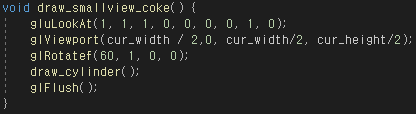 void draw_smallview_coke() {
gluLookAt(1, 1, 1, 0, 0, 0, 0, 1, 0);
glViewport(cur_width / 2,0, cur_width/2, cur_height/2);
glRotatef(60, 1, 0, 0);
draw_cylinder();
glFlush();
}